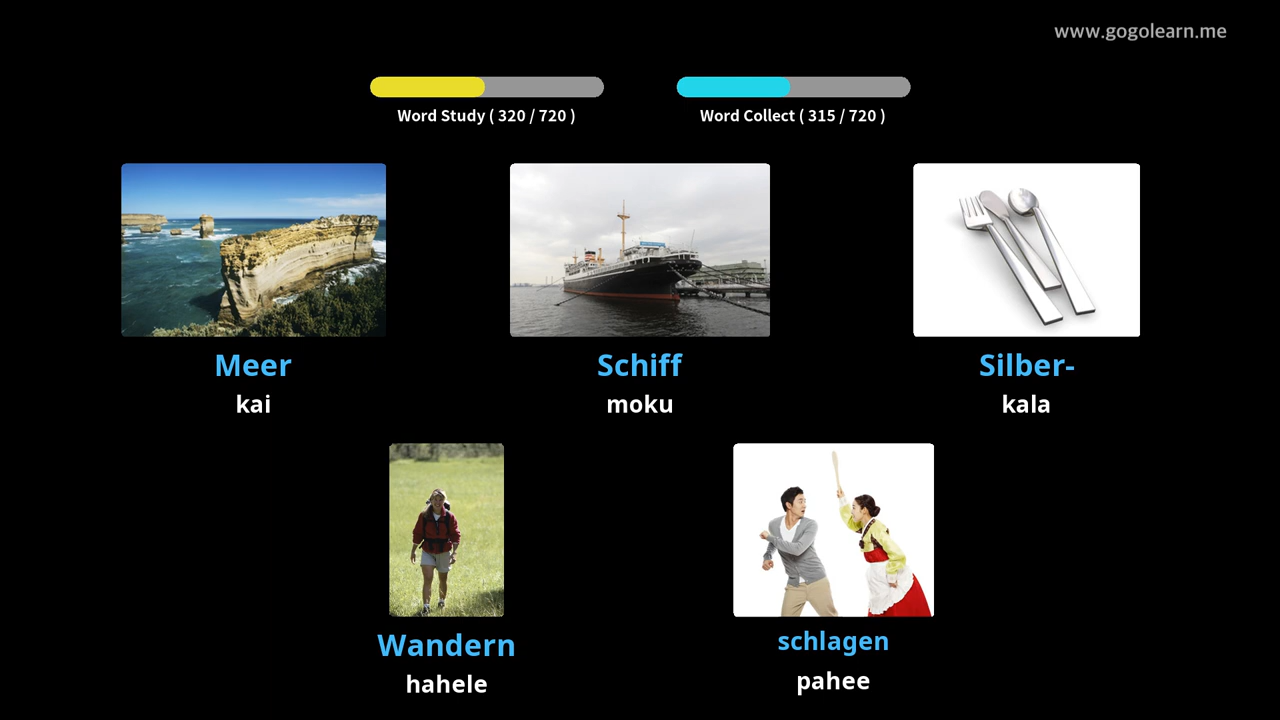 www.gogolearn.me
Word Study ( 320 / 720 )
Word Collect ( 315 / 720 )
Meer
kai
Schiff
moku
Silber-
kala
Wandern
hahele
schlagen
pahee